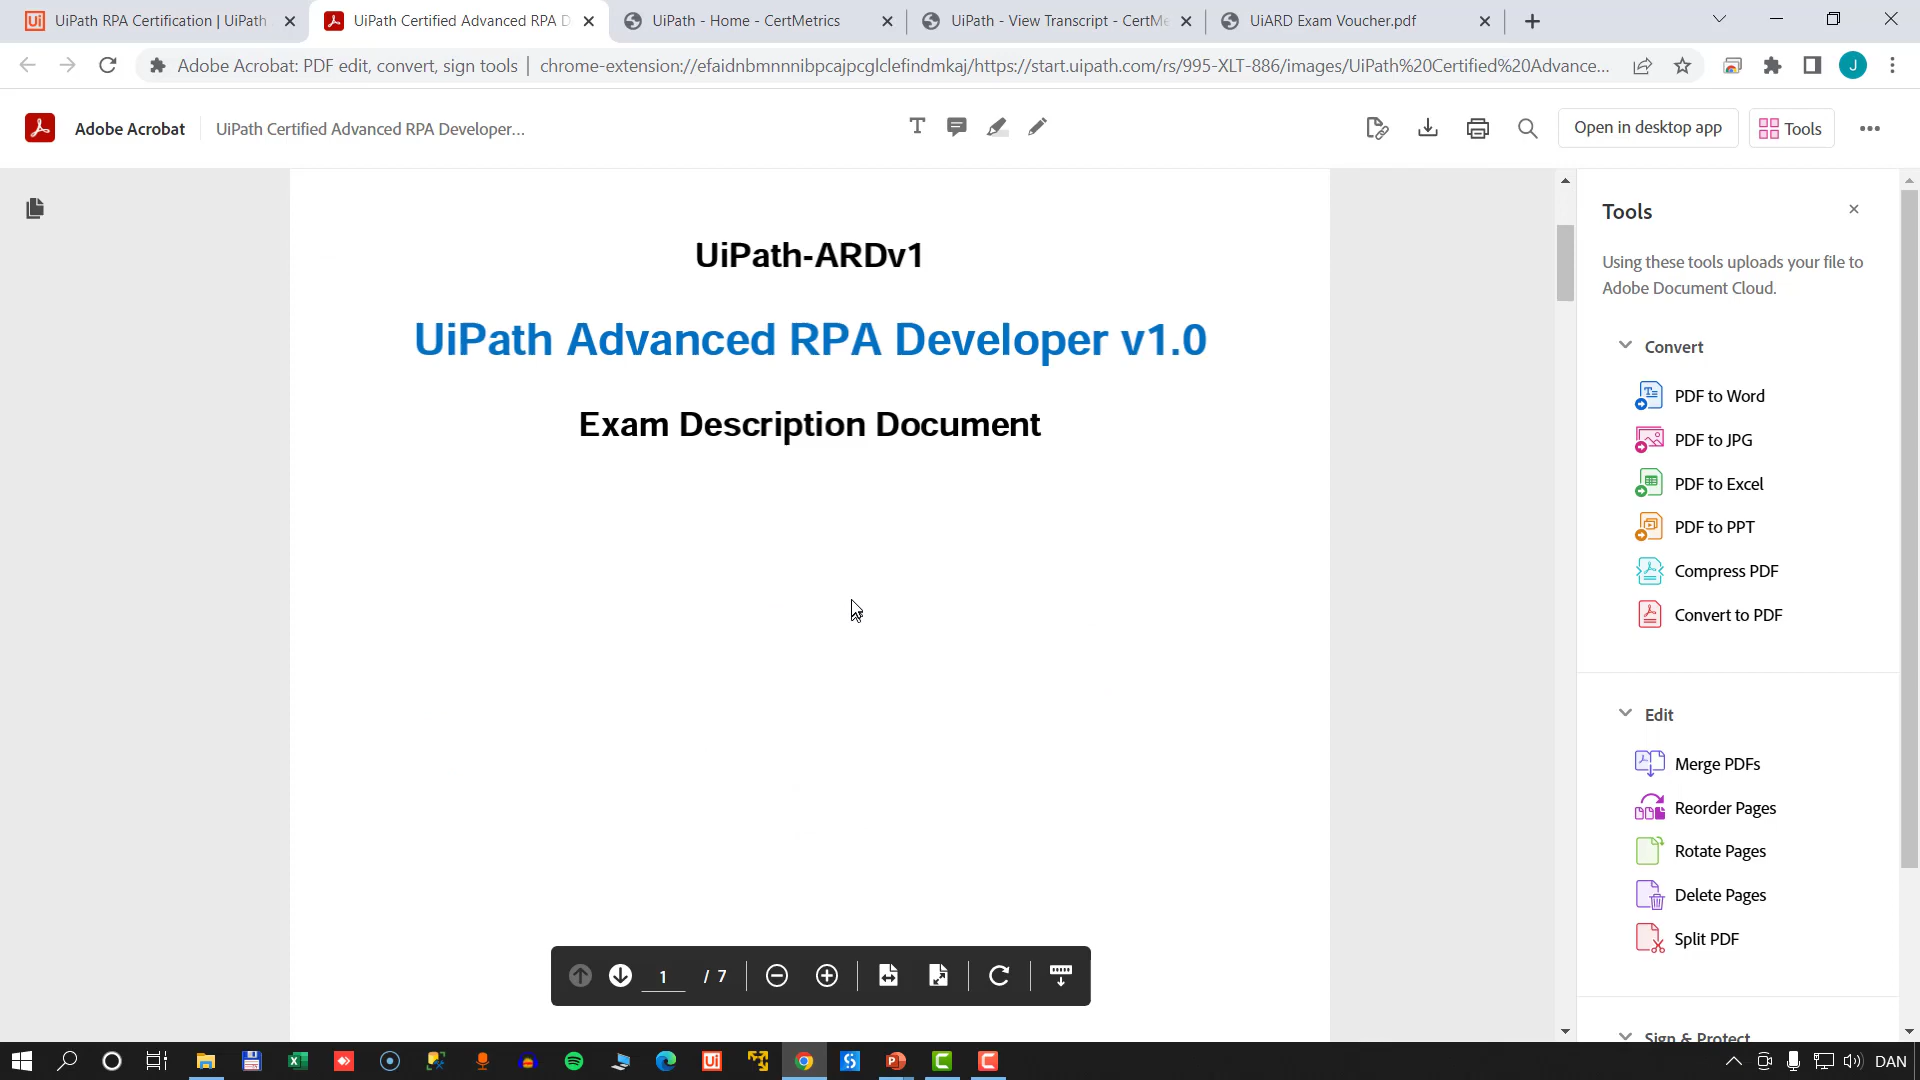 UiPath RPA Certification | UiPath
UiPath Certified Advanced RPA D
UiPath - Home - CertMetrics
UiPath - View Transcript - CertMe
UiARD Exam Voucher.pdf
Adobe Acrobat: PDF edit, convert, sign tools | chrome-extension://efaidnbmnnnibpcajpcglclefindmkaj/https://start.uipath.com/rs/995-XLT-886/images/UiPath%20Certified%20Advance...
J
Adobe Acrobat
UiPath Certified Advanced RPA Developer...
Open in desktop app
Tools
UiPath-ARDv1
UiPath Advanced RPA Developer v1.0
Exam Description Document
1 / 7
Tools
Using these tools uploads your file to
Adobe Document Cloud.
Convert
PDF to Word
PDF to JPG
PDF to Excel
PDF to PPT
Compress PDF
Convert to PDF
Edit
Merge PDFs
Reorder Pages
Rotate Pages
Delete Pages
Split PDF
Sign & Protect
DAN